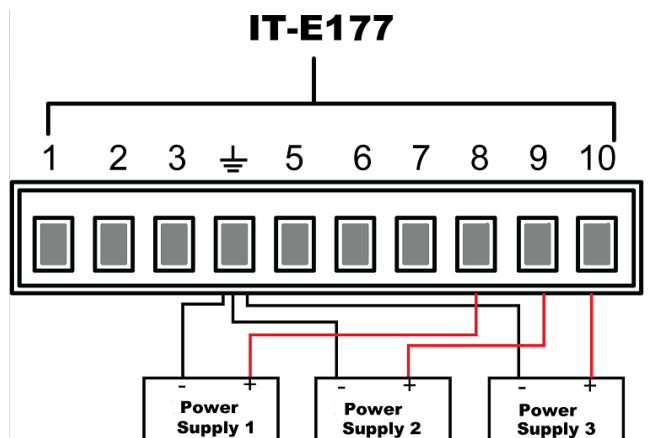 IT-E177
1 2 3 5 6 7 8 9 10
- + - + - +
Power Power Power
Supply 1 Supply 2 Supply 3